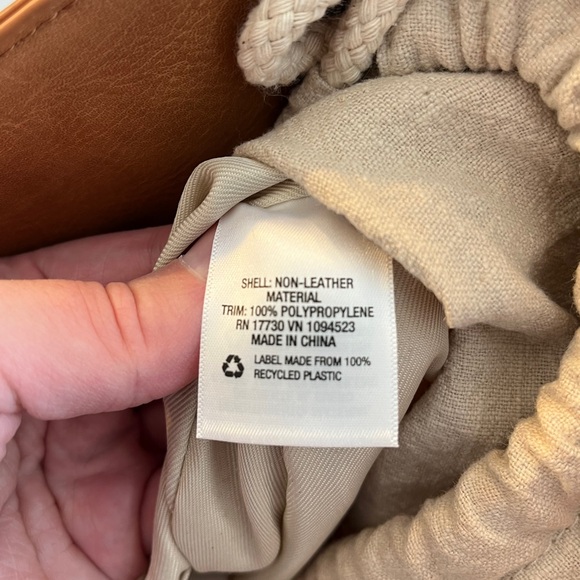 SHELL: NON-LEATHER
MATERIAL
TRIM: 100% POLYPROPYLENE
RN 17730 VN 1094523
MADE IN CHINA
LABEL MADE FROM 100%
RECYCLED PLASTIC